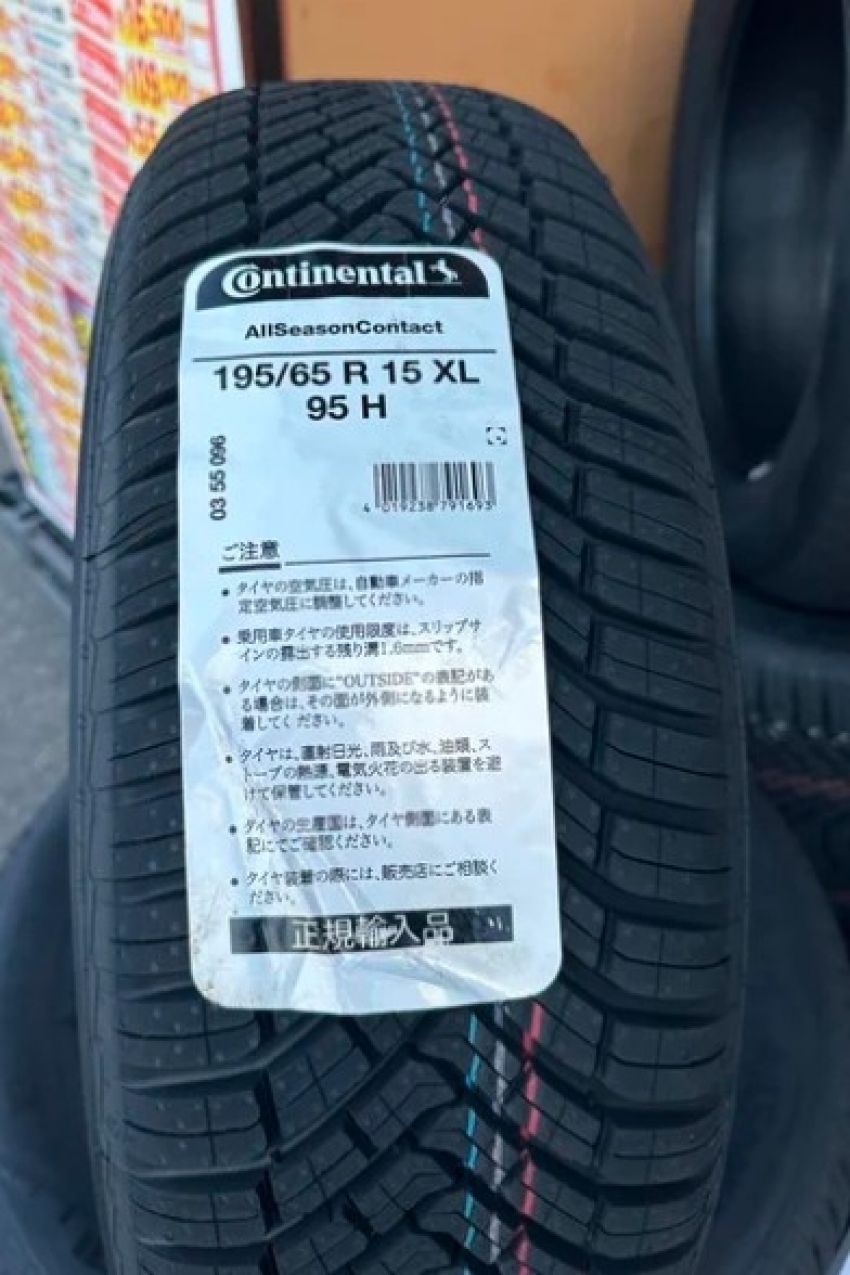 Continental
AllSeasonContact
195/65 R 15 XL
95 H
03 55 096
4 019238 791693
ご注意
• タイヤの空気圧は、自動車メーカーの指
定空気圧に調整してください。
• 乗用車タイヤの使用限度は、スリップサ
インの露出する残り溝1.6mmです。
• タイヤの側面に"OUTSIDE"の表記があ
る場合は、その面が外側になるように装
着してください。
• タイヤは、直射日光、雨及び水、油類、ス
トーブの熱源、電気火花の出る装置を避
けて保管してください。
• タイヤの生産国は、タイヤ側面にある表
記にてご確認ください。
• タイヤ装着の際には、販売店にご相談く
ださい。
正規輸入品